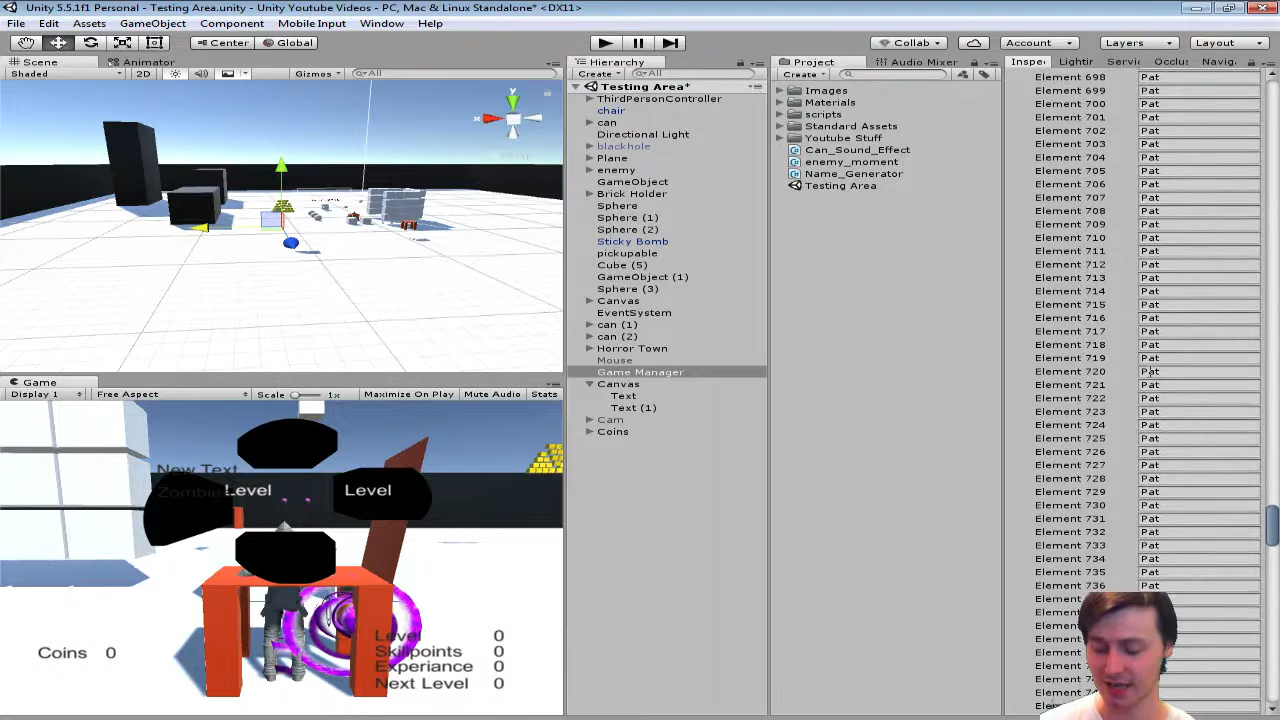 Unity 5.5.1f1 Personal - Testing Area.unity - Unity Youtube Videos - PC, Mac & Linux Standalone* <DX11>
File Edit Assets GameObject Component Mobile Input Window Help
Center Global Collab Account Layers Layout
Scene Animator
Shaded 2D Gizmos All
y
x
Game
Display 1 Free Aspect Scale 1x Maximize On Play Mute Audio Stats
New Text
Zombie
Level Level
Coins 0
Level 0
Skillpoints 0
Experiance 0
Next Level 0
Hierarchy
Create All
Testing Area*
ThirdPersonController
chair
can
Directional Light
blackhole
Plane
enemy
GameObject
Brick Holder
Sphere
Sphere (1)
Sphere (2)
Sticky Bomb
pickupable
Cube (5)
GameObject (1)
Sphere (3)
Canvas
EventSystem
can (1)
can (2)
Horror Town
Mouse
Game Manager
Canvas
Text
Text (1)
Cam
Coins
Project Audio Mixer
Create
Images
Materials
scripts
Standard Assets
Youtube Stuff
Can_Sound_Effect
enemy_moment
Name_Generator
Testing Area
Inspe Lightir Servic Occlus Naviga
Element 698 Pat
Element 699 Pat
Element 700 Pat
Element 701 Pat
Element 702 Pat
Element 703 Pat
Element 704 Pat
Element 705 Pat
Element 706 Pat
Element 707 Pat
Element 708 Pat
Element 709 Pat
Element 710 Pat
Element 711 Pat
Element 712 Pat
Element 713 Pat
Element 714 Pat
Element 715 Pat
Element 716 Pat
Element 717 Pat
Element 718 Pat
Element 719 Pat
Element 720 Pat
Element 721 Pat
Element 722 Pat
Element 723 Pat
Element 724 Pat
Element 725 Pat
Element 726 Pat
Element 727 Pat
Element 728 Pat
Element 729 Pat
Element 730 Pat
Element 731 Pat
Element 732 Pat
Element 733 Pat
Element 734 Pat
Element 735 Pat
Element 736 Pat